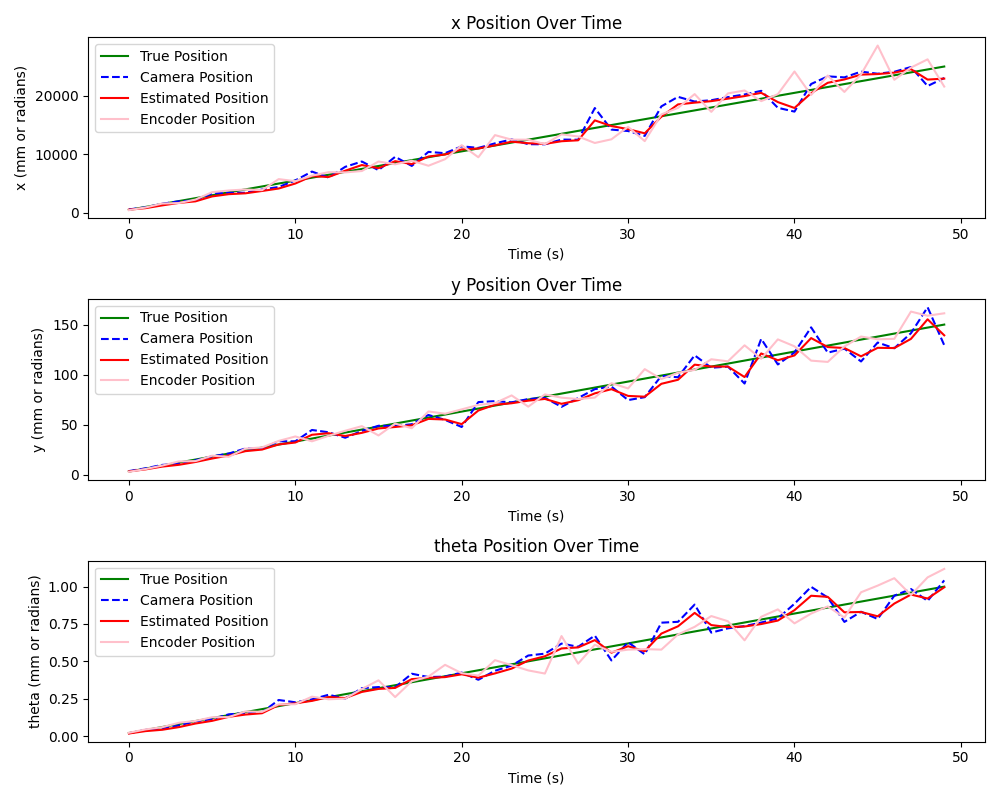 x Position Over Time
x (mm or radians)
20000
10000
0
True Position
Camera Position
Estimated Position
Encoder Position
0 10 20 30 40 50
Time (s)
y Position Over Time
y (mm or radians)
150
100
50
0
True Position
Camera Position
Estimated Position
Encoder Position
0 10 20 30 40 50
Time (s)
theta Position Over Time
theta (mm or radians)
1.00
0.75
0.50
0.25
0.00
True Position
Camera Position
Estimated Position
Encoder Position
0 10 20 30 40 50
Time (s)